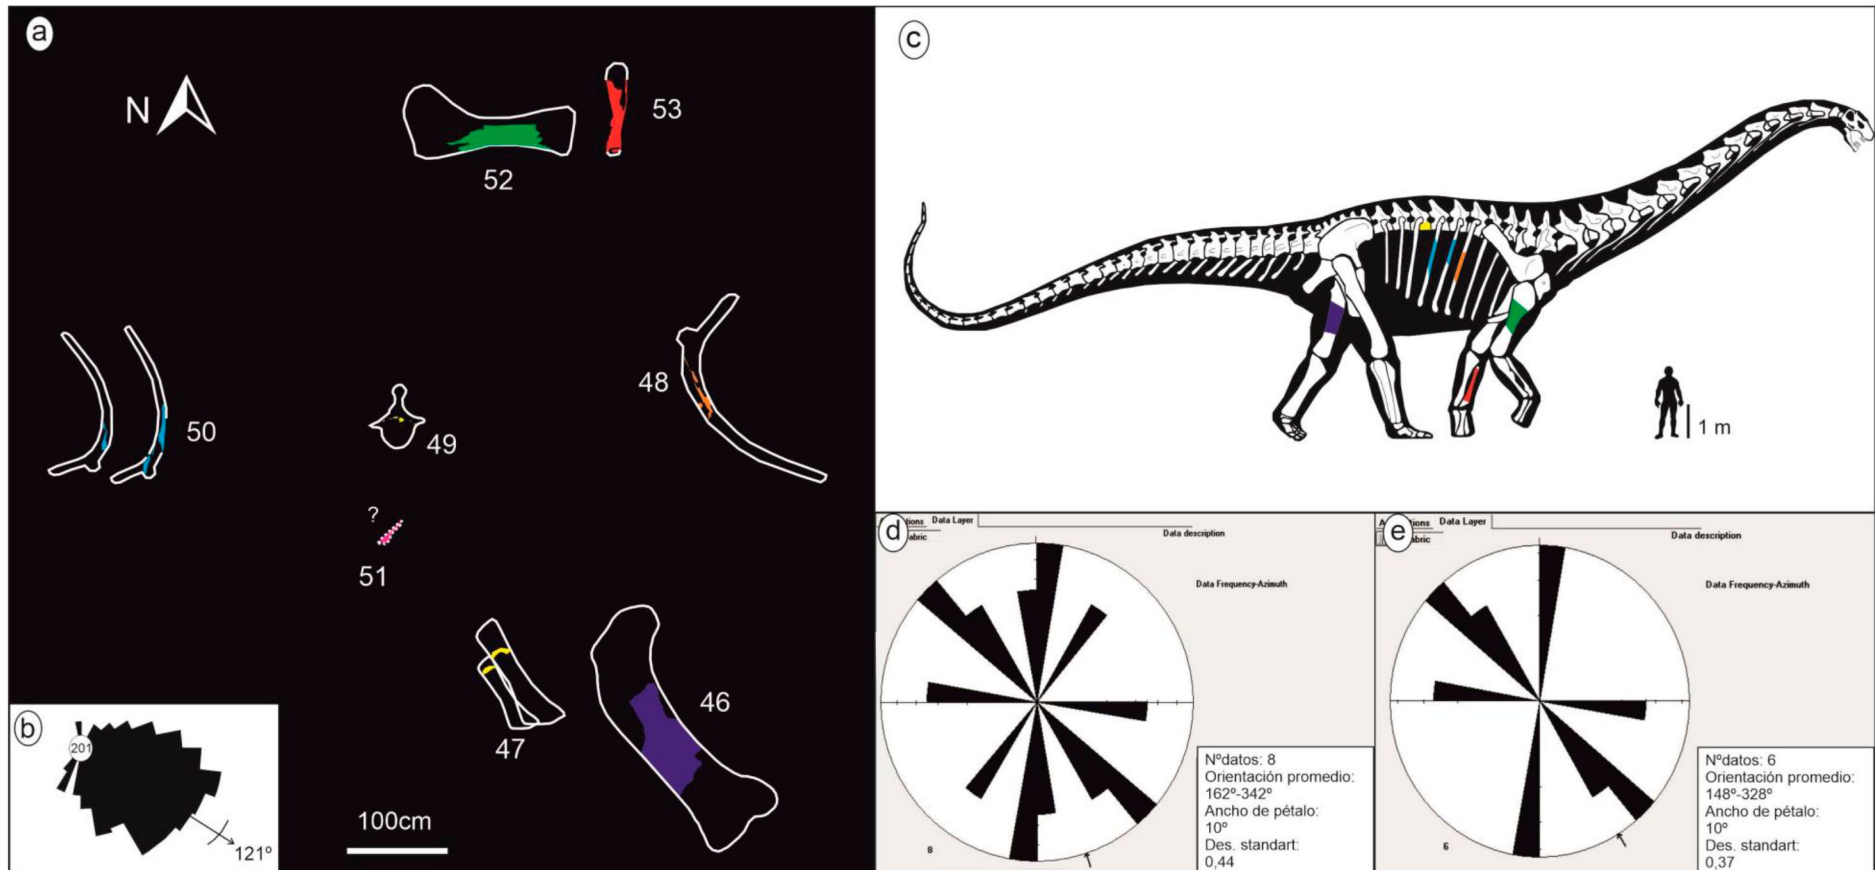 a
N
53
52
50
49
48
?
51
47
46
100cm
b
201
121º
c
1 m
d
tions
Data Layer
abric
Data description
Data Frequency-Azimuth
8
Nºdatos: 8
Orientación promedio:
162º-342º
Ancho de pétalo:
10º
Des. standart:
0,44
e
A
tions
Data Layer
abric
Data description
Data Frequency-Azimuth
6
Nºdatos: 6
Orientación promedio:
148º-328º
Ancho de pétalo:
10º
Des. standart:
0,37